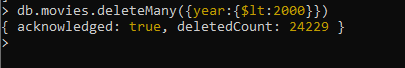 > db.movies.deleteMany({year:{$lt:2000}})
{ acknowledged: true, deletedCount: 24229 }
>